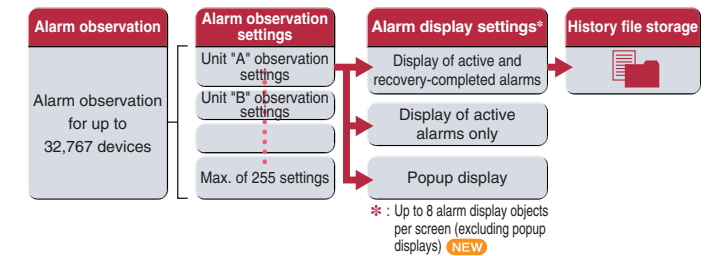 Alarm observation
Alarm observation
for up to
32,767 devices
Alarm observation
settings
Unit "A" observation
settings
Unit "B" observation
settings
Max. of 255 settings
Alarm display settings*
Display of active and
recovery-completed alarms
Display of active
alarms only
Popup display
* : Up to 8 alarm display objects
per screen (excluding popup
displays) NEW
History file storage